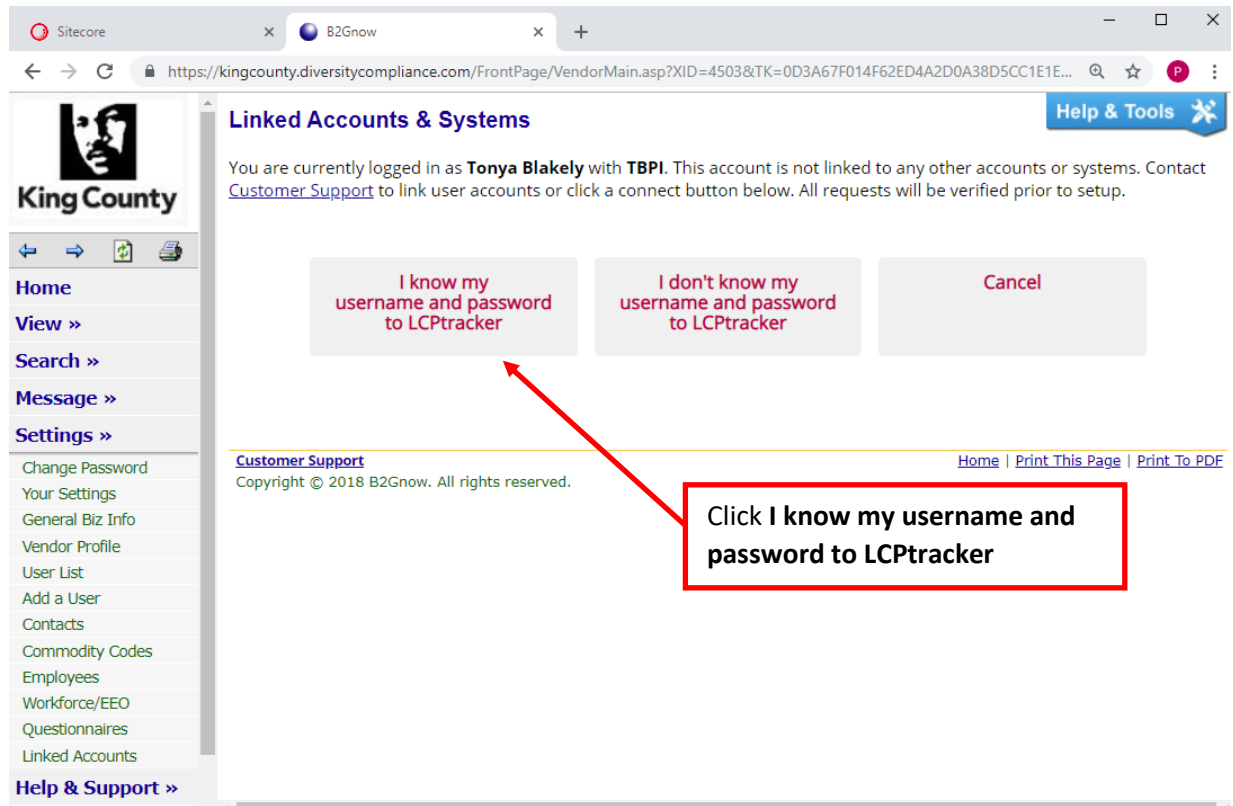 Sitecore
B2Gnow
https://kingcounty.diversitycompliance.com/FrontPage/VendorMain.asp?XID=4503&TK=0D3A67F014F62ED4A2D0A38D5CC1E1E...
P
King County
Home
View »
Search »
Message »
Settings »
Change Password
Your Settings
General Biz Info
Vendor Profile
User List
Add a User
Contacts
Commodity Codes
Employees
Workforce/EEO
Questionnaires
Linked Accounts
Help & Support »
Linked Accounts & Systems
Help & Tools
You are currently logged in as Tonya Blakely with TBPI. This account is not linked to any other accounts or systems. Contact
Customer Support to link user accounts or click a connect button below. All requests will be verified prior to setup.
I know my
username and password
to LCPtracker
I don't know my
username and password
to LCPtracker
Cancel
Customer Support
Copyright © 2018 B2Gnow. All rights reserved.
Home | Print This Page | Print To PDF
Click I know my username and
password to LCPtracker